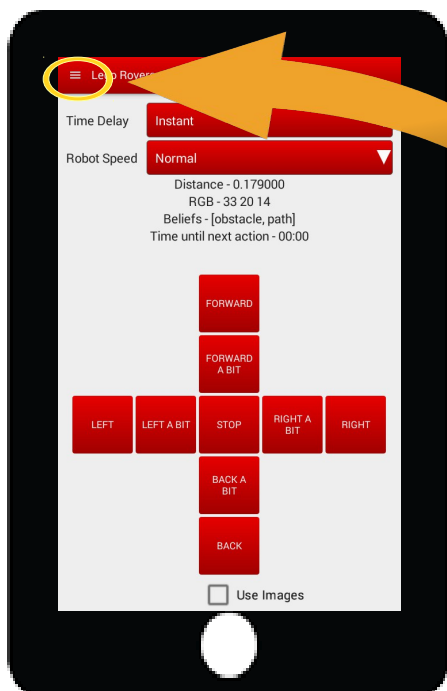 Time Delay
Instant
Robot Speed
Normal
Distance - 0.179000
RGB - 33 20 14
Beliefs - [obstacle, path]
Time until next action - 00:00
FORWARD
FORWARD
A BIT
LEFT
LEFT A BIT
STOP
RIGHT A
BIT
RIGHT
BACK A
BIT
BACK
Use Images